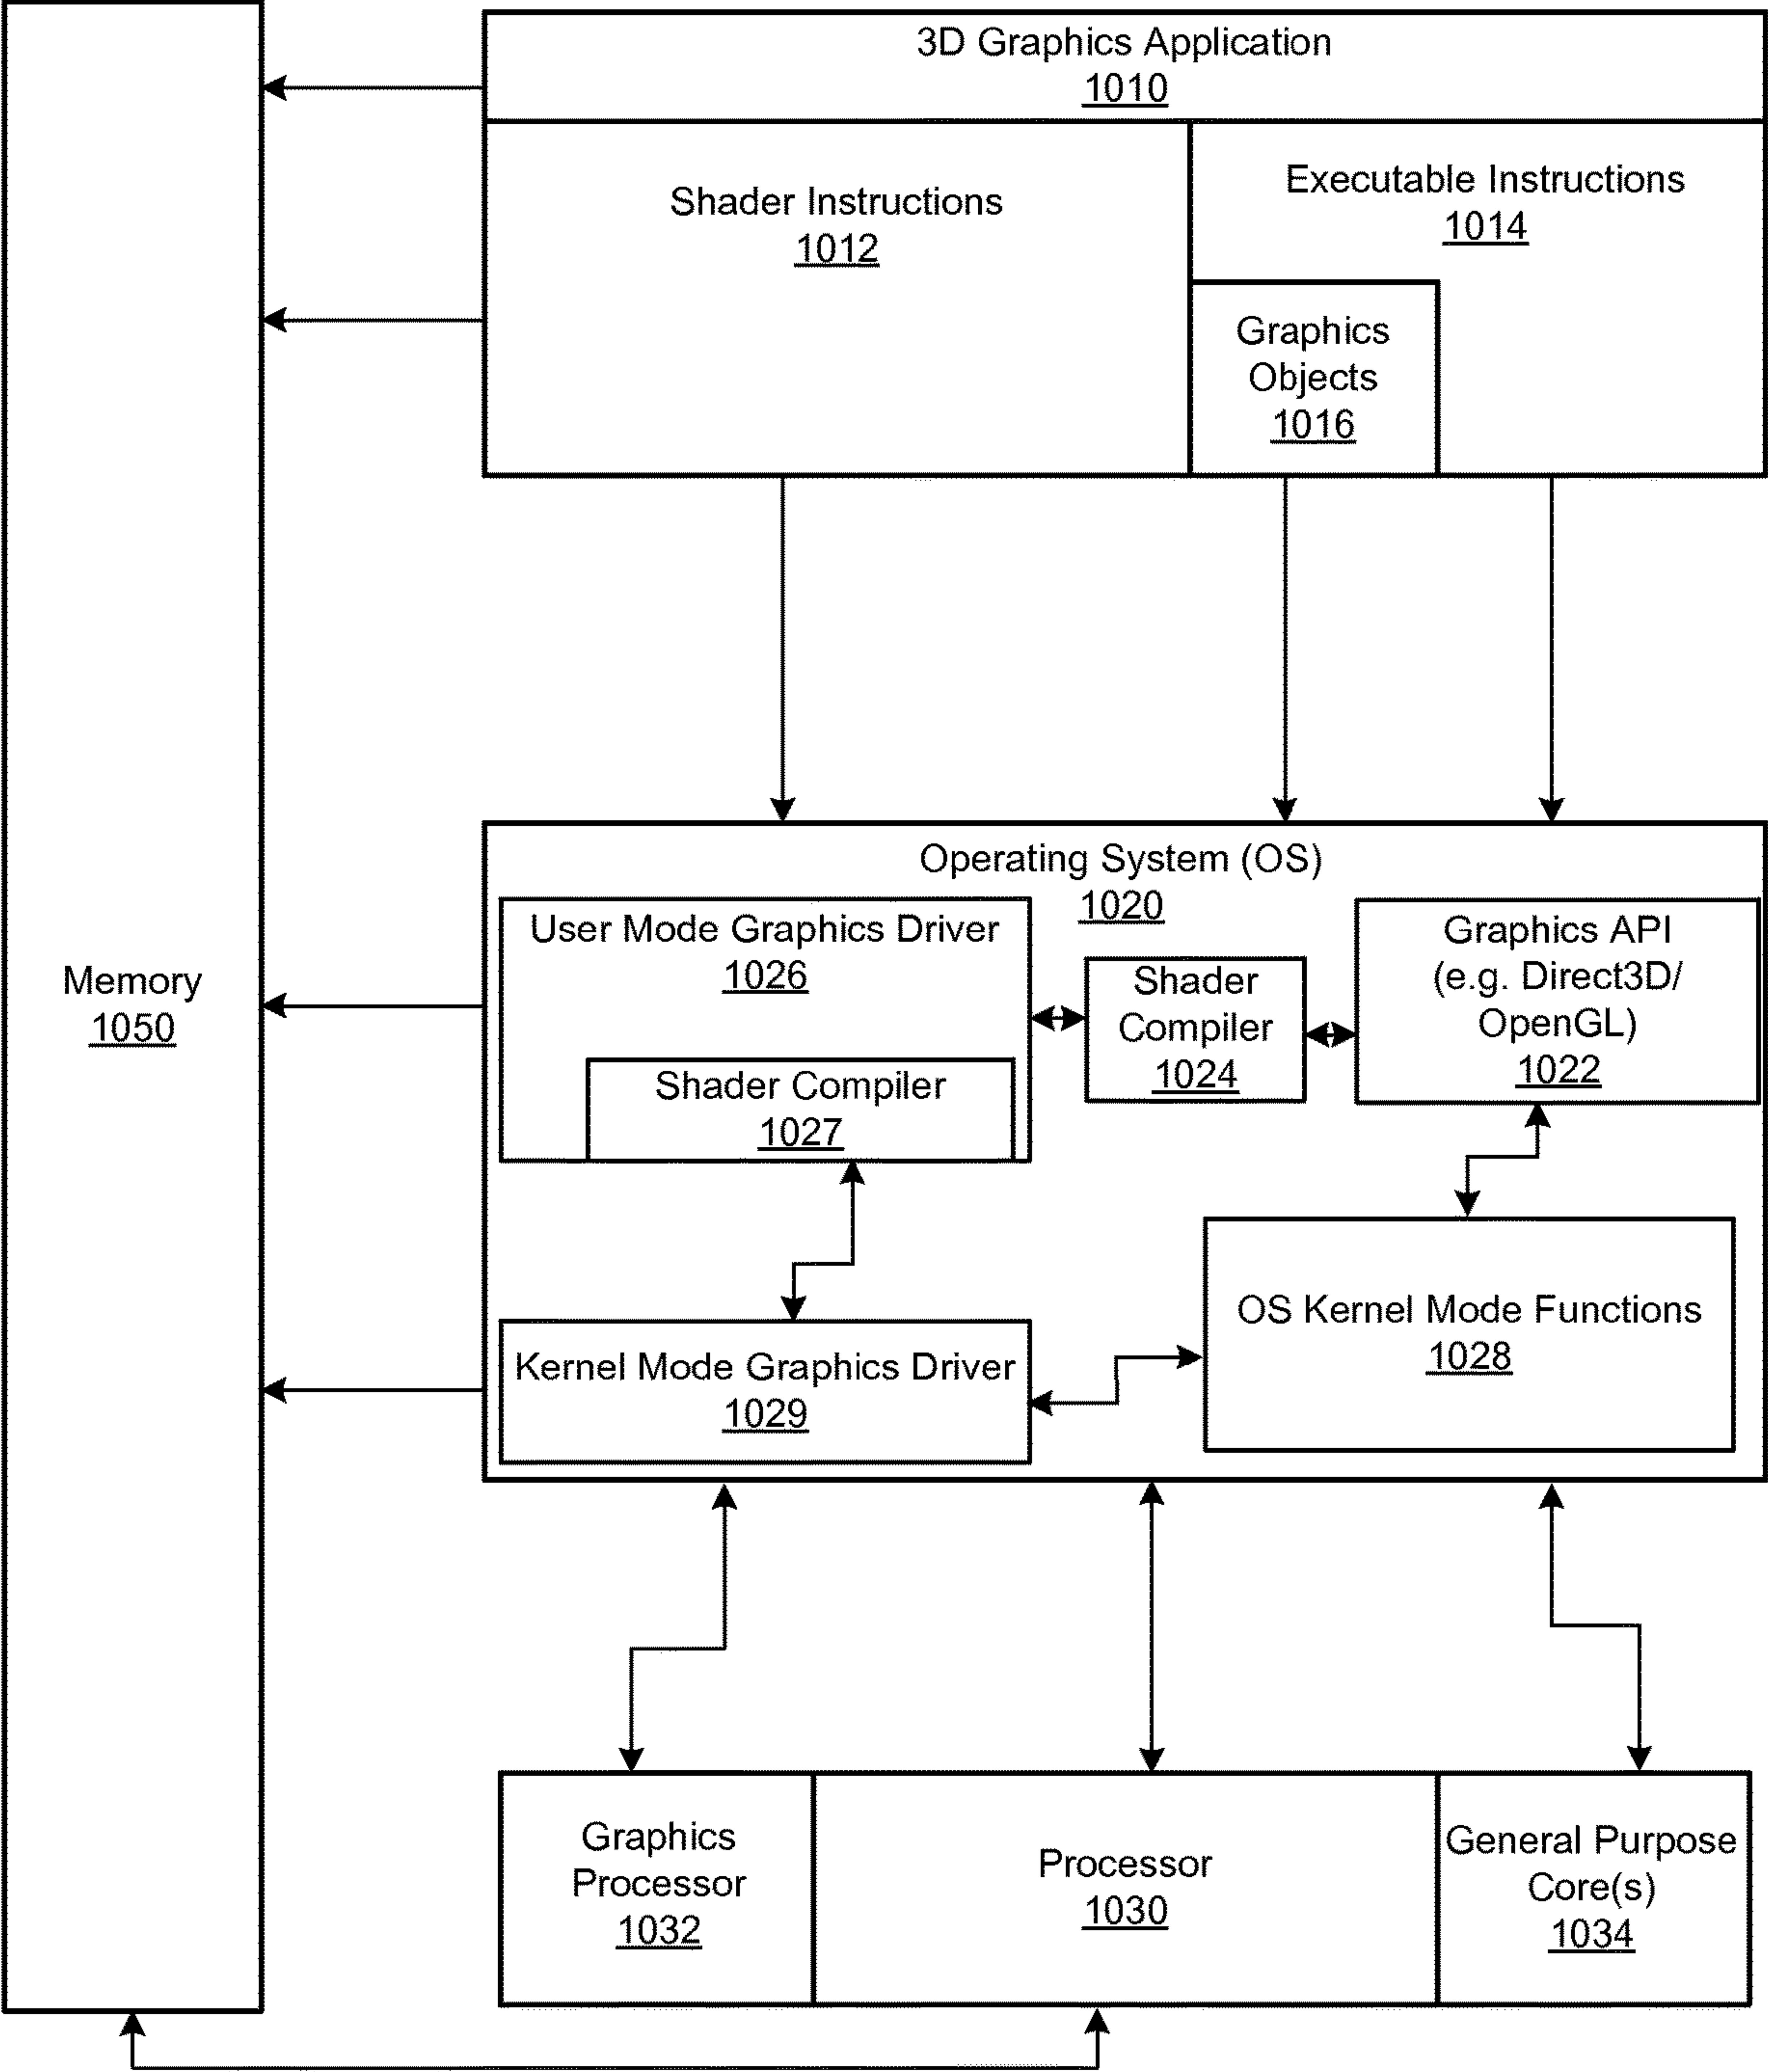 3D Graphics Application
1010
Shader Instructions
1012
Executable Instructions
1014
Graphics
Objects
1016
Memory
1050
Operating System (OS)
1020
User Mode Graphics Driver
1026
Shader Compiler
1027
Shader
Compiler
1024
Graphics API
(e.g. Direct3D/
OpenGL)
1022
Kernel Mode Graphics Driver
1029
OS Kernel Mode Functions
1028
Graphics
Processor
1032
Processor
1030
General Purpose
Core(s)
1034